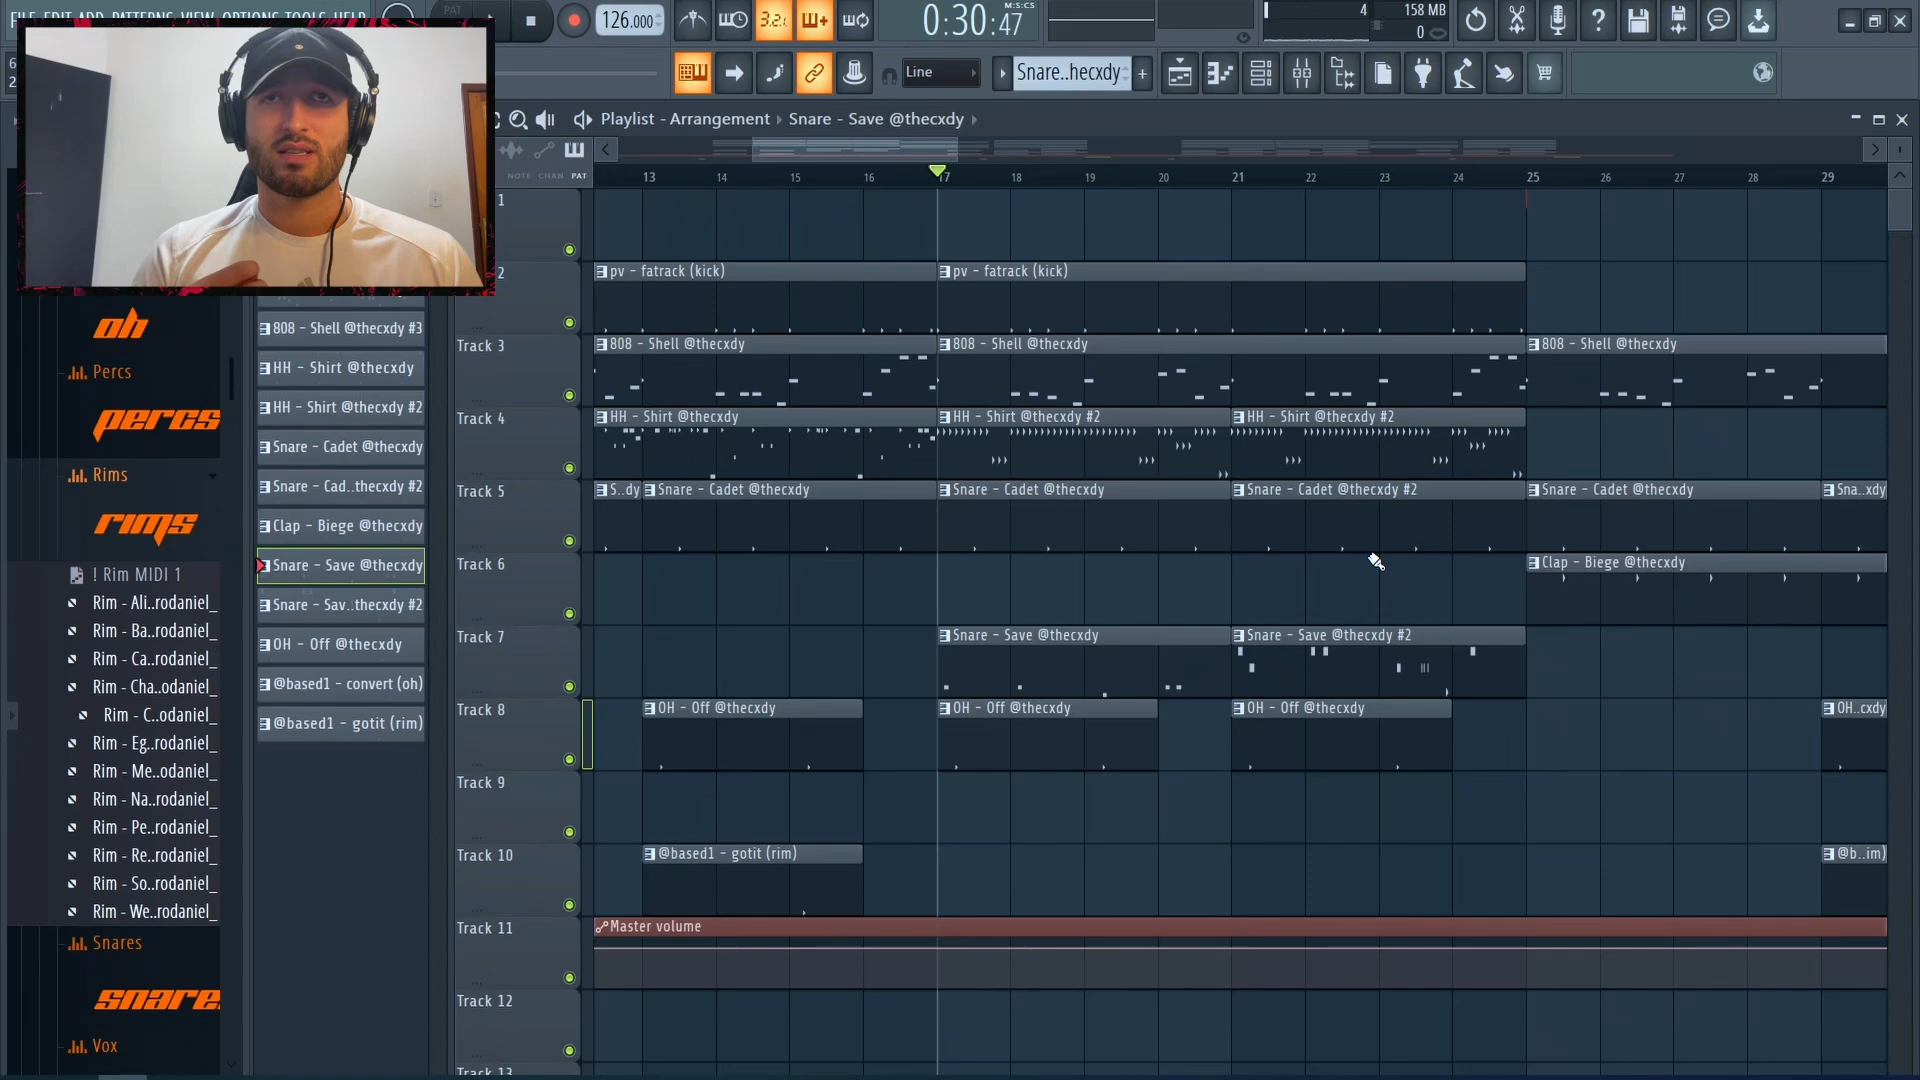 FILE EDIT ADD PATTERNS VIEW OPTIONS TOOLS HELP
PAT
126.000
3.2.
0:30:47
M:S:CS
4
158 MB
0
Line
Snare..hecxdy
Playlist - Arrangement
Snare - Save @thecxdy
NOTE CHAN PAT
13 14 15 16 17 18 19 20 21 22 23 24 25 26 27 28 29
1
2
pv - fatrack (kick)
pv - fatrack (kick)
Track 3
808 - Shell @thecxdy
808 - Shell @thecxdy
808 - Shell @thecxdy
Track 4
HH - Shirt @thecxdy
HH - Shirt @thecxdy #2
HH - Shirt @thecxdy #2
Track 5
S..dy
Snare - Cadet @thecxdy
Snare - Cadet @thecxdy
Snare - Cadet @thecxdy #2
Snare - Cadet @thecxdy
Sna..xdy
Track 6
Clap - Biege @thecxdy
Track 7
Snare - Save @thecxdy
Snare - Save @thecxdy #2
Track 8
OH - Off @thecxdy
OH - Off @thecxdy
OH - Off @thecxdy
OH..cxdy
Track 9
Track 10
@based1 - gotit (rim)
@b..im)
Track 11
Master volume
Track 12
Track 13
808 - Shell @thecxdy #3
HH - Shirt @thecxdy
HH - Shirt @thecxdy #2
Snare - Cadet @thecxdy
Snare - Cad..thecxdy #2
Clap - Biege @thecxdy
Snare - Save @thecxdy
Snare - Sav..thecxdy #2
OH - Off @thecxdy
@based1 - convert (oh)
@based1 - gotit (rim)
oh
Percs
percs
Rims
rims
! Rim MIDI 1
Rim - Ali..rodaniel_
Rim - Ba..rodaniel_
Rim - Ca..rodaniel_
Rim - Cha..odaniel_
Rim - C..odaniel_
Rim - Eg..rodaniel_
Rim - Me..odaniel_
Rim - Na..rodaniel_
Rim - Pe..rodaniel_
Rim - Re..rodaniel_
Rim - So..rodaniel_
Rim - We..rodaniel_
Snares
snare
Vox